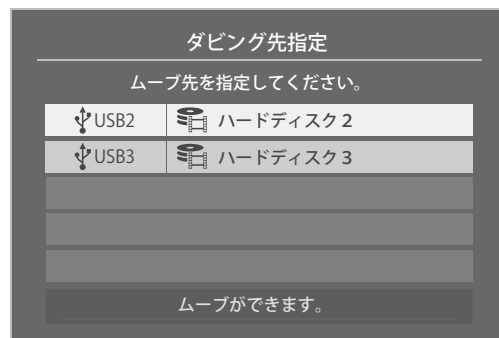 ダビング先指定
ムーブ先を指定してください。
USB2 ハードディスク2
USB3 ハードディスク3
ムーブができます。